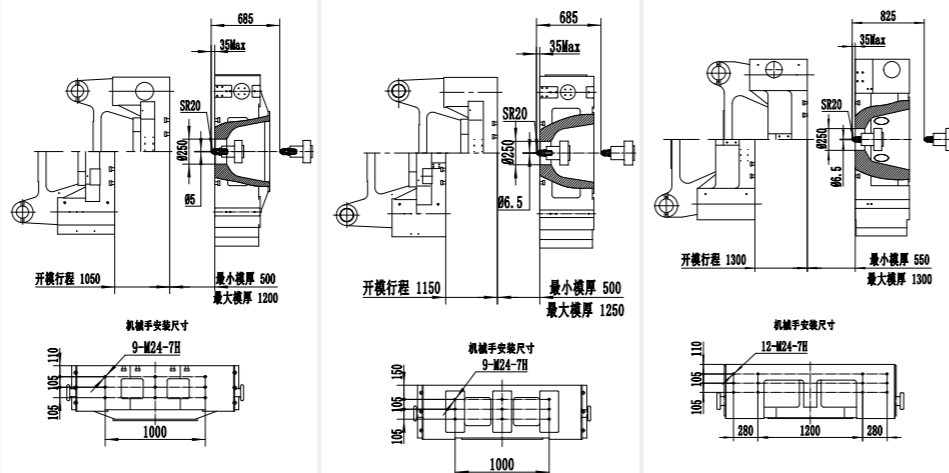 685
35Max
SR20
Ø250
Ø5
开模行程 1050
最小模厚 500
最大模厚 1200
机械手安装尺寸
9-M24-7H
110
105
105
1000
685
35Max
SR20
Ø250
Ø6.5
开模行程 1150
最小模厚 500
最大模厚 1250
机械手安装尺寸
9-M24-7H
150
105
105
1000
825
35Max
SR20
Ø250
Ø6.5
开模行程 1300
最小模厚 550
最大模厚 1300
机械手安装尺寸
12-M24-7H
110
105
105
280
1200
280